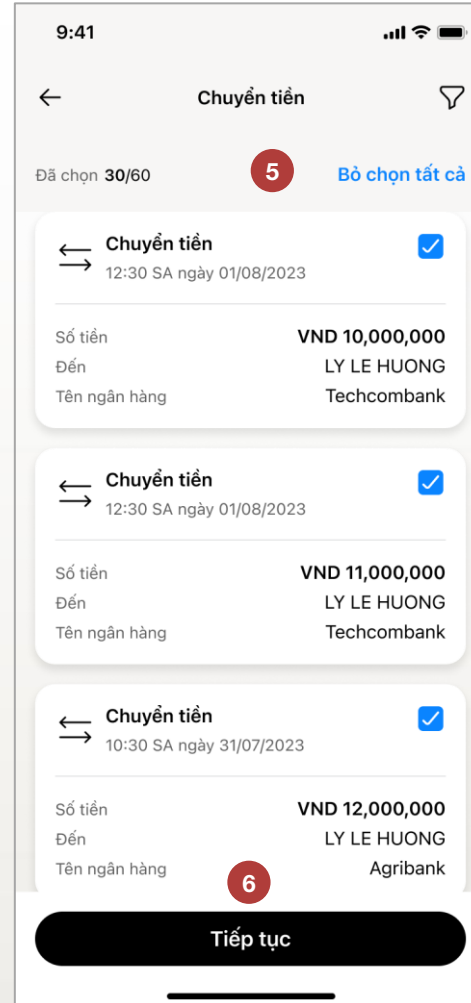 9:41
Chuyển tiền
Đã chọn 30/60
5
Bỏ chọn tất cả
Chuyển tiền
12:30 SA ngày 01/08/2023
Số tiền VND 10,000,000
Đến LY LE HUONG
Tên ngân hàng Techcombank
Chuyển tiền
12:30 SA ngày 01/08/2023
Số tiền VND 11,000,000
Đến LY LE HUONG
Tên ngân hàng Techcombank
Chuyển tiền
10:30 SA ngày 31/07/2023
Số tiền VND 12,000,000
Đến LY LE HUONG
Tên ngân hàng Agribank
6
Tiếp tục